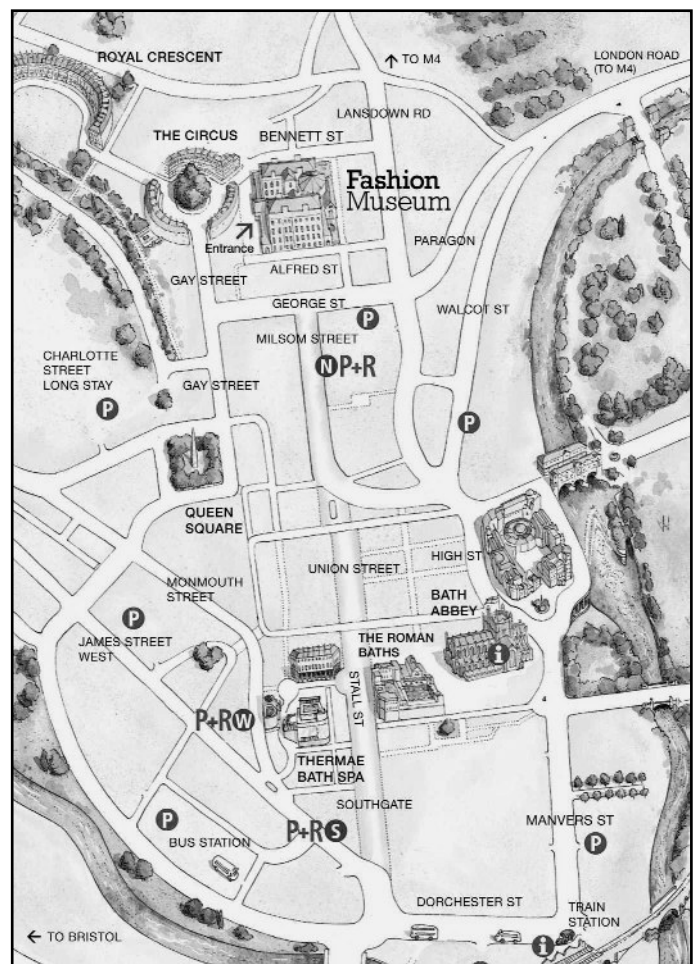 ROYAL CRESCENT
↑ TO M4
LONDON ROAD
(TO M4)
LANSDOWN RD
THE CIRCUS
BENNETT ST
Fashion
Museum
Entrance
PARAGON
ALFRED ST
GAY STREET
GEORGE ST
WALCOT ST
P
MILSOM STREET
CHARLOTTE
STREET
LONG STAY
P
N P+R
GAY STREET
P
QUEEN
SQUARE
UNION STREET
HIGH ST
MONMOUTH
STREET
BATH
ABBEY
P
JAMES STREET
WEST
THE ROMAN
BATHS
i
STALL ST
P+R W
THERMAE
BATH SPA
SOUTHGATE
P
P+R S
MANVERS ST
P
BUS STATION
DORCHESTER ST
TRAIN
STATION
i
← TO BRISTOL